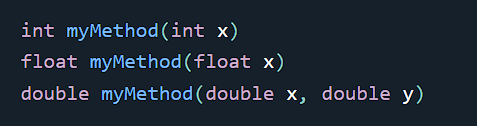 int myMethod(int x)
float myMethod(float x)
double myMethod(double x, double y)